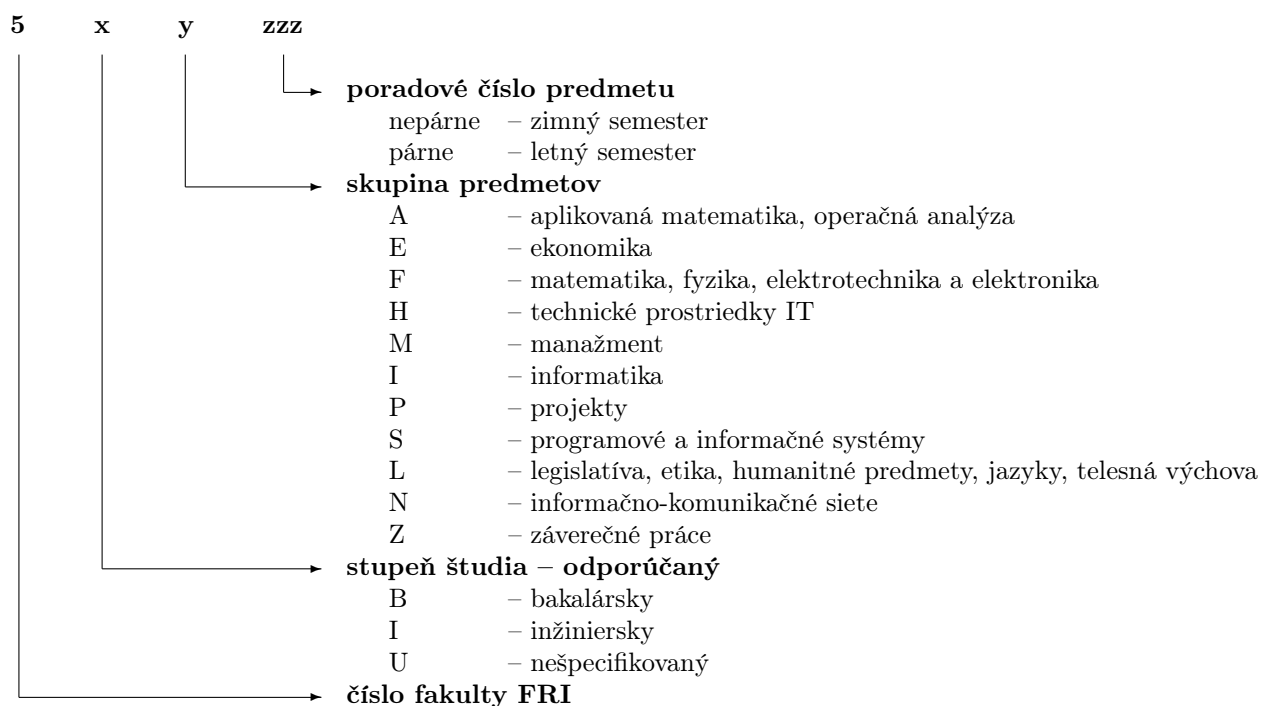 5 x y zzz
poradové číslo predmetu
nepárne – zimný semester
párne – letný semester
skupina predmetov
A – aplikovaná matematika, operačná analýza
E – ekonomika
F – matematika, fyzika, elektrotechnika a elektronika
H – technické prostriedky IT
M – manažment
I – informatika
P – projekty
S – programové a informačné systémy
L – legislatíva, etika, humanitné predmety, jazyky, telesná výchova
N – informačno-komunikačné siete
Z – záverečné práce
stupeň štúdia – odporúčaný
B – bakalársky
I – inžiniersky
U – nešpecifikovaný
číslo fakulty FRI